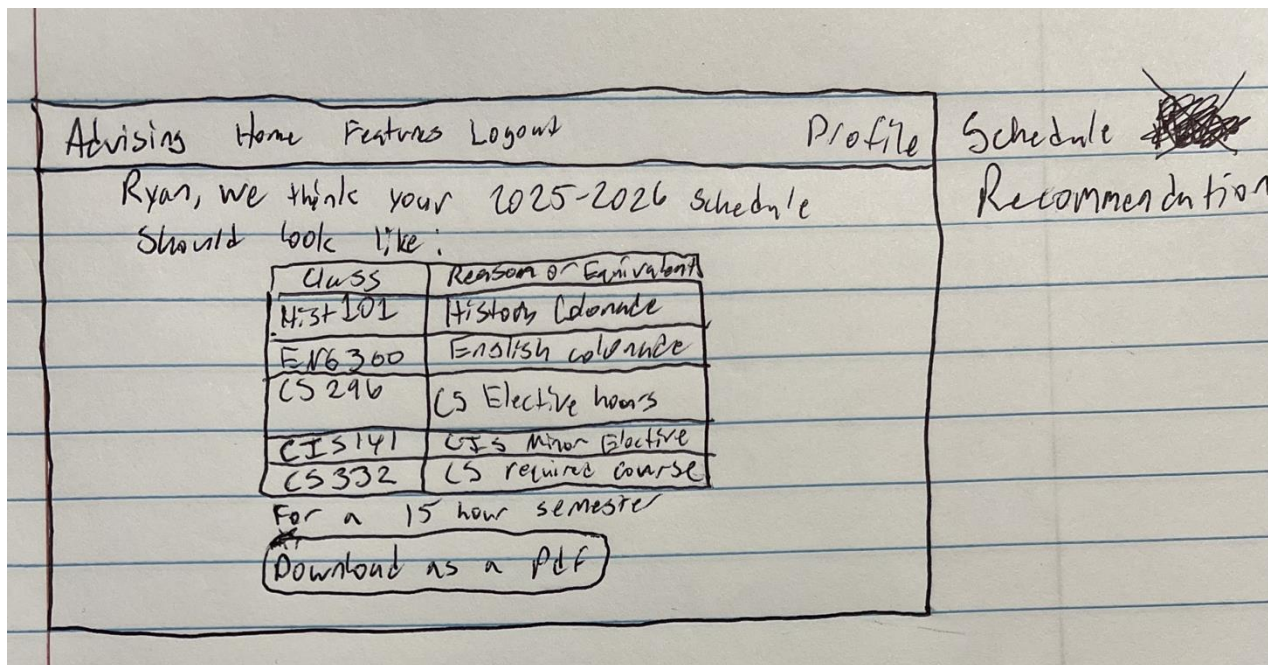 Advising Home Features Logout Profile
Schedule
Recommendation
Ryan, we think your 2025-2026 schedule
Should look like:
Class Reason or Equivalent
Hist 101 History Colonade
ENG 300 English colonade
CS 296 CS Elective hours
CIS 141 CIS Minor Elective
CS 332 CS required course
For a 15 hour semester
Download as a Pdf